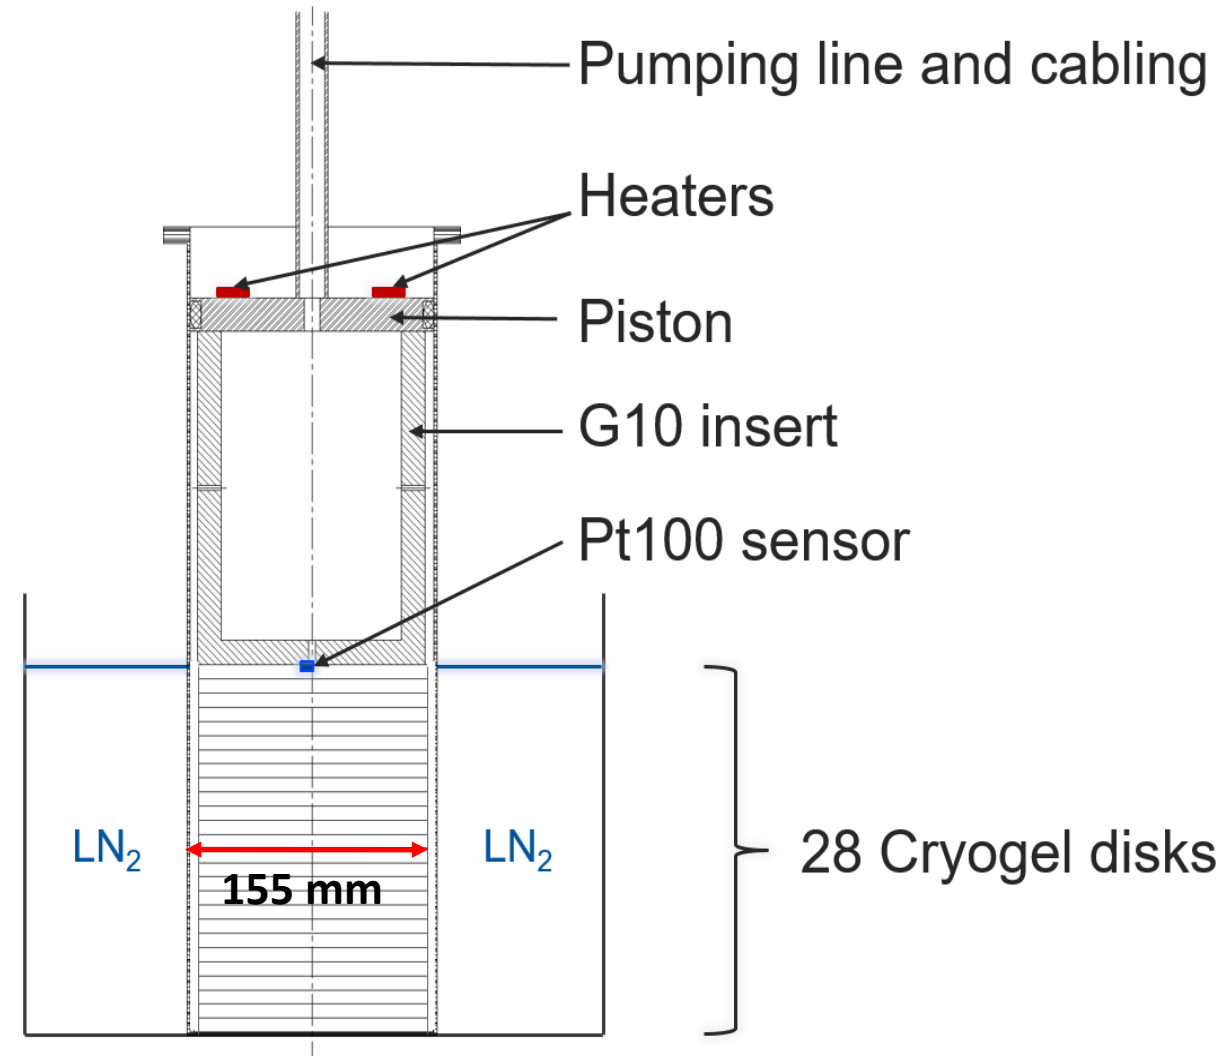 Pumping line and cabling
Heaters
Piston
G10 insert
Pt100 sensor
LN₂
LN₂
28 Cryogel disks
155 mm